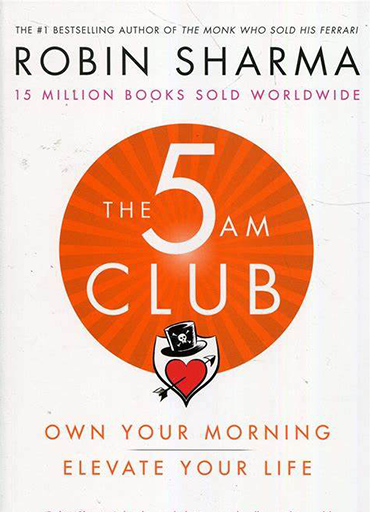 THE #1 BESTSELLING AUTHOR OF THE MONK WHO SOLD HIS FERRARI
ROBIN SHARMA
15 MILLION BOOKS SOLD WORLDWIDE
THE 5 AM
CLUB
OWN YOUR MORNING
ELEVATE YOUR LIFE